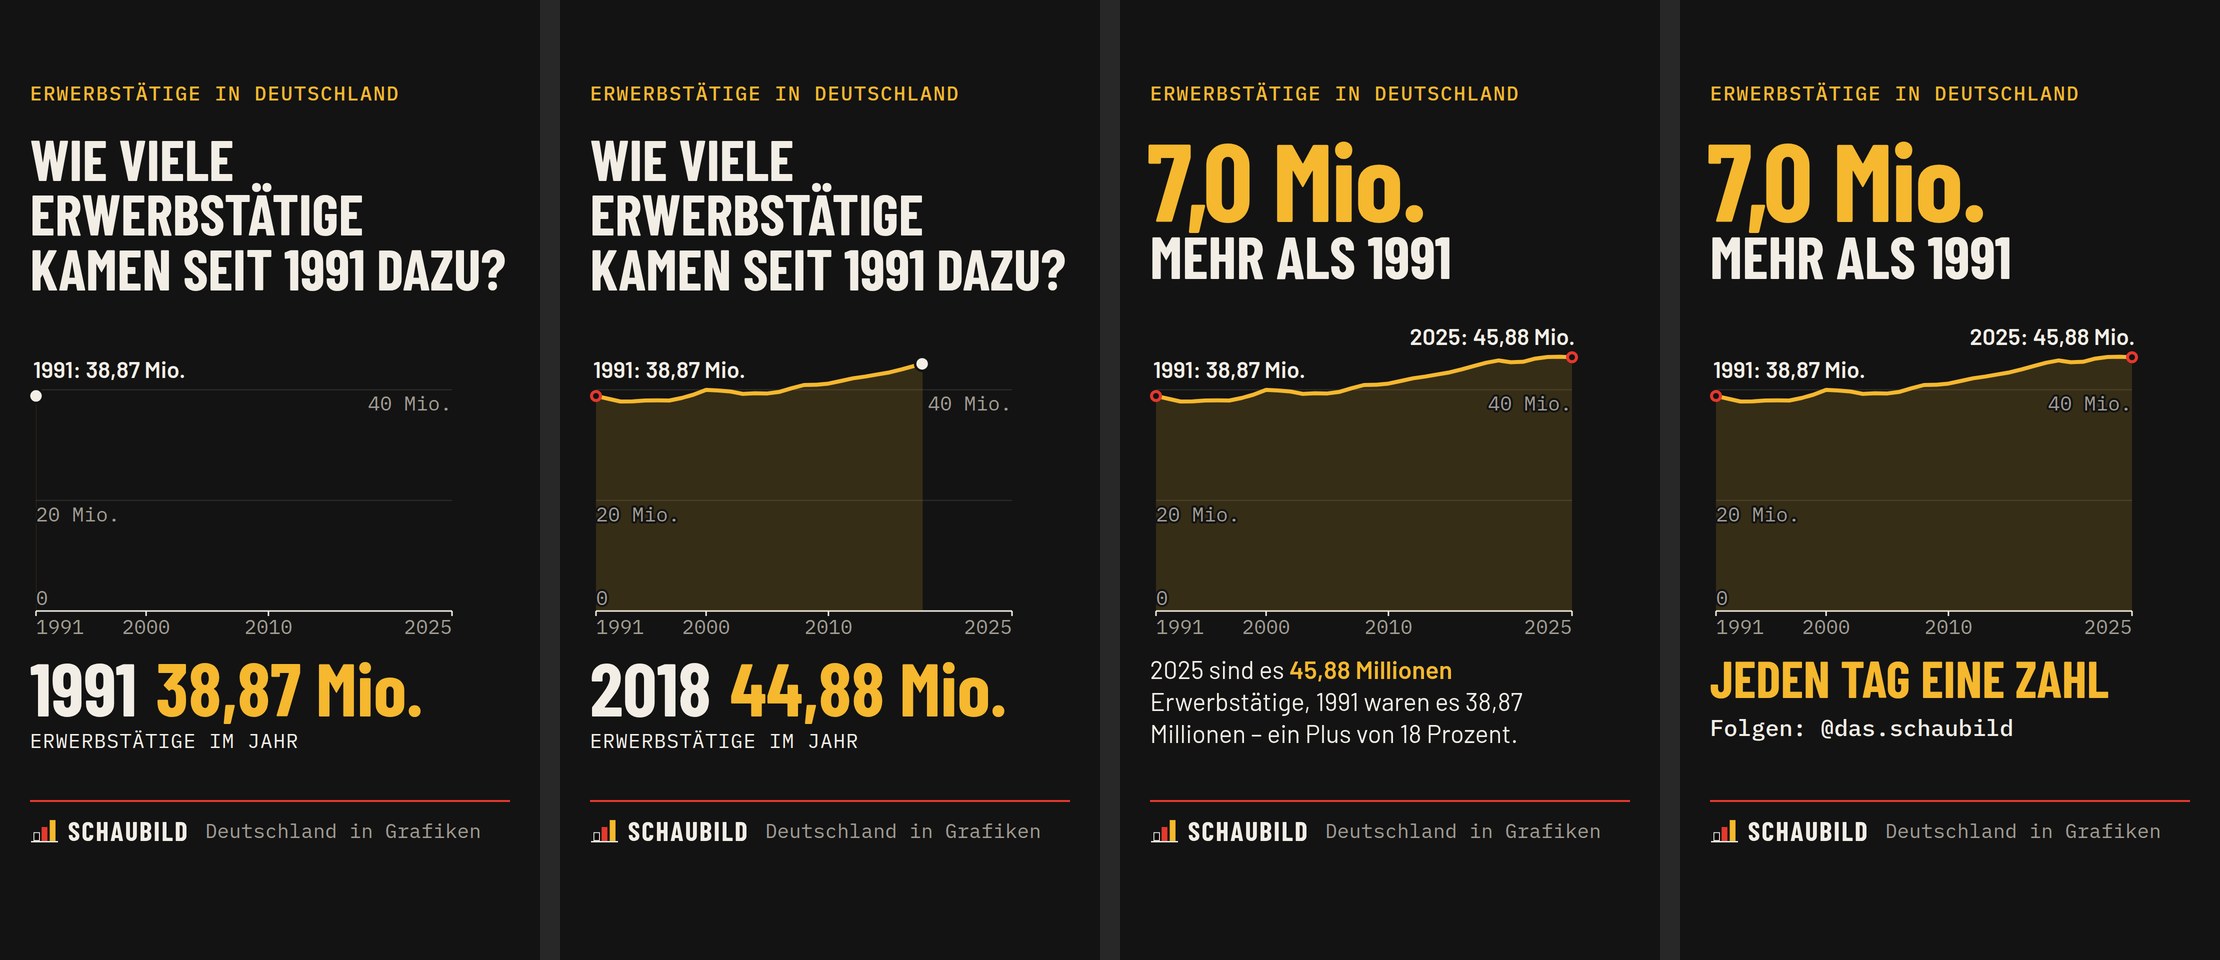 ERWERBSTÄTIGE IN DEUTSCHLAND
WIE VIELE
ERWERBSTÄTIGE
KAMEN SEIT 1991 DAZU?
1991: 38,87 Mio.
40 Mio.
20 Mio.
0
1991 2000 2010 2025
1991 38,87 Mio.
ERWERBSTÄTIGE IM JAHR
SCHAUBILD Deutschland in Grafiken
ERWERBSTÄTIGE IN DEUTSCHLAND
WIE VIELE
ERWERBSTÄTIGE
KAMEN SEIT 1991 DAZU?
1991: 38,87 Mio.
40 Mio.
20 Mio.
0
1991 2000 2010 2025
2018 44,88 Mio.
ERWERBSTÄTIGE IM JAHR
SCHAUBILD Deutschland in Grafiken
ERWERBSTÄTIGE IN DEUTSCHLAND
7,0 Mio.
MEHR ALS 1991
2025: 45,88 Mio.
1991: 38,87 Mio.
40 Mio.
20 Mio.
0
1991 2000 2010 2025
2025 sind es 45,88 Millionen
Erwerbstätige, 1991 waren es 38,87
Millionen – ein Plus von 18 Prozent.
SCHAUBILD Deutschland in Grafiken
ERWERBSTÄTIGE IN DEUTSCHLAND
7,0 Mio.
MEHR ALS 1991
2025: 45,88 Mio.
1991: 38,87 Mio.
40 Mio.
20 Mio.
0
1991 2000 2010 2025
JEDEN TAG EINE ZAHL
Folgen: @das.schaubild
SCHAUBILD Deutschland in Grafiken